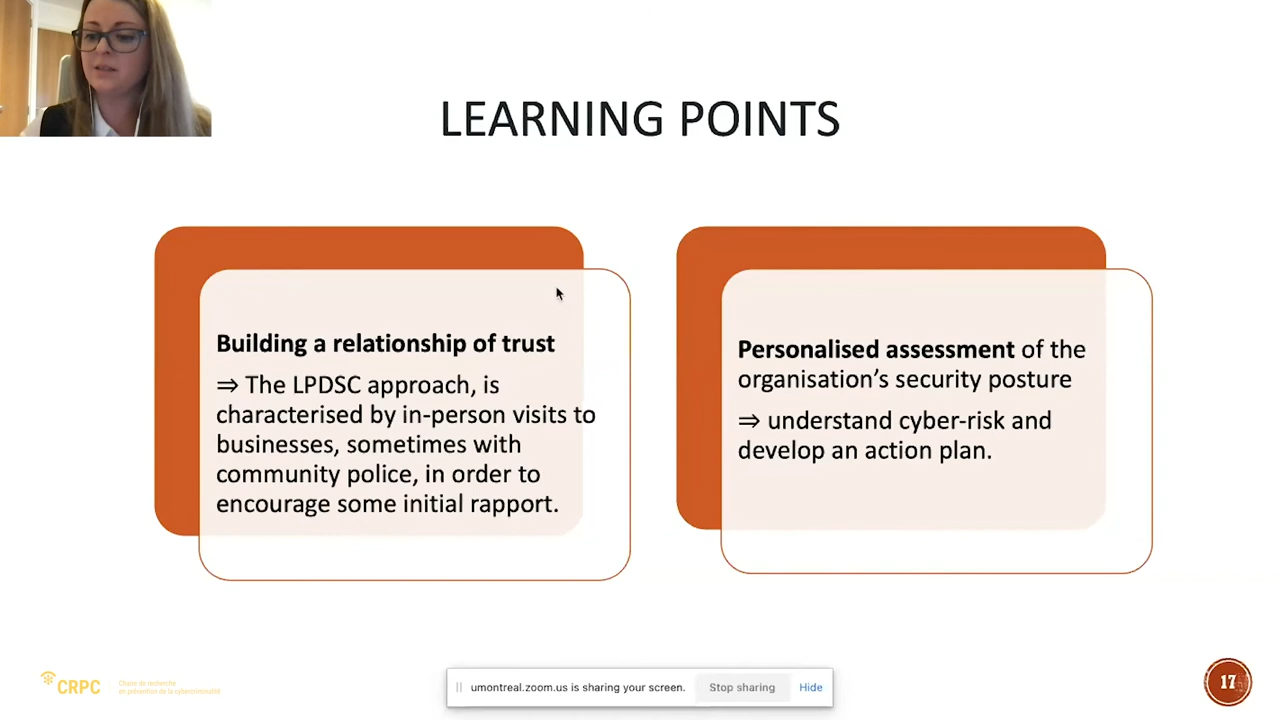 LEARNING POINTS
Building a relationship of trust
⇒ The LPDSC approach, is
characterised by in-person visits to
businesses, sometimes with
community police, in order to
encourage some initial rapport.
Personalised assessment of the
organisation’s security posture
⇒ understand cyber-risk and
develop an action plan.
CRPC
Chaire de recherche
en prévention de la cybercriminalité
umontreal.zoom.us is sharing your screen.
Stop sharing
Hide
17